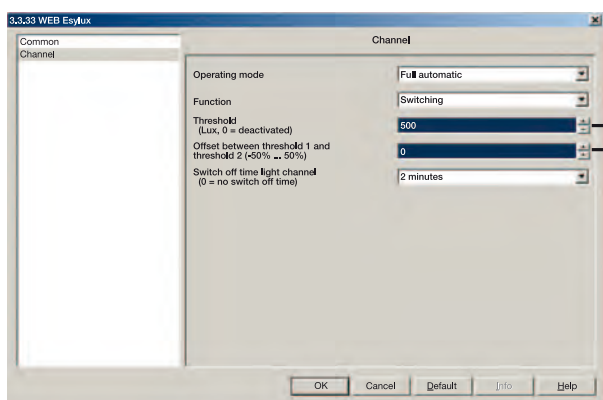 3.3.33 WEB Esylux
Common
Channel
Channel
Operating mode
Full automatic
Function
Switching
Threshold
(Lux, 0 = deactivated)
500
Offset between threshold 1 and
threshold 2 (-50% ... 50%)
0
Switch off time light channel
(0 = no switch off time)
2 minutes
OK
Cancel
Default
Info
Help